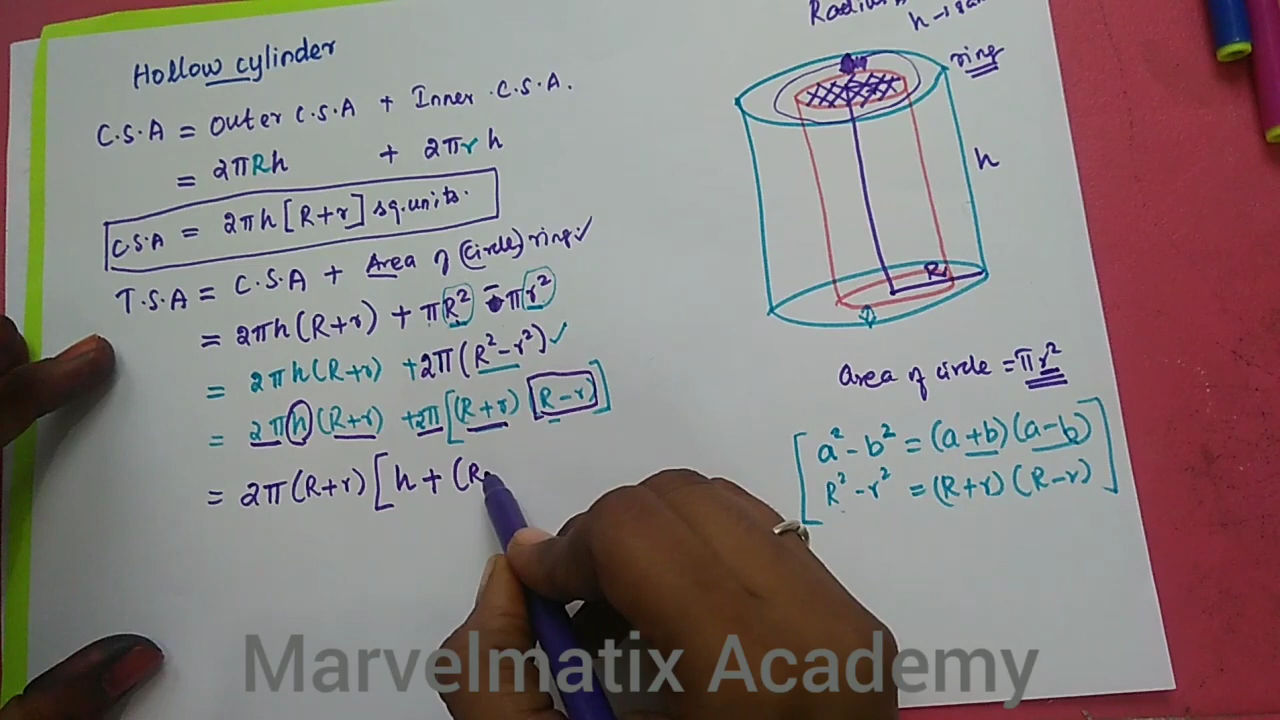 Hollow cylinder
C.S.A = Outer C.S.A + Inner C.S.A.
= 2πRh + 2πrh
C.S.A = 2πh[R+r] sq.units.
T.S.A = C.S.A + Area of (circle) ring ✓
= 2πh(R+r) + πR² - πr²
= 2πh(R+r) + 2π(R²-r²) ✓
= 2πh(R+r) + 2π[(R+r)(R-r)]
= 2π(R+r)[h+(R
Radius
h→
ring
h
R
Area of circle = πr²
a²-b² = (a+b)(a-b)
R²-r² = (R+r)(R-r)
Marvelmatix Academy